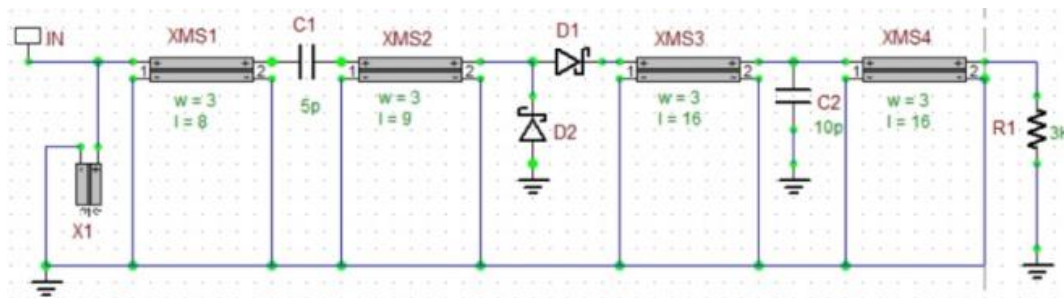 IN
XMS1
C1
XMS2
D1
XMS3
XMS4
1
2
1
2
1
2
1
2
w = 3
l = 8
5p
w = 3
l = 9
D2
w = 3
l = 16
C2
10p
w = 3
l = 16
R1
3k
X1